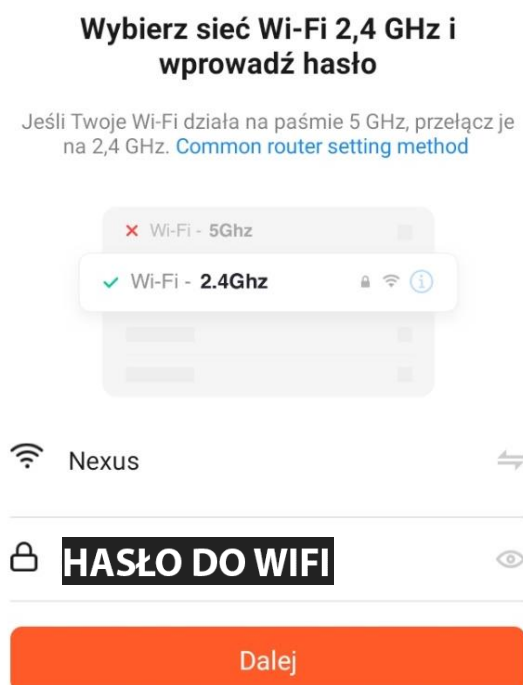 Wybierz sieć Wi-Fi 2,4 GHz i
wprowadź hasło
Jeśli Twoje Wi-Fi działa na paśmie 5 GHz, przełącz je
na 2,4 GHz. Common router setting method
Wi-Fi - 5Ghz
Wi-Fi - 2.4Ghz
Nexus
HASŁO DO WIFI
Dalej